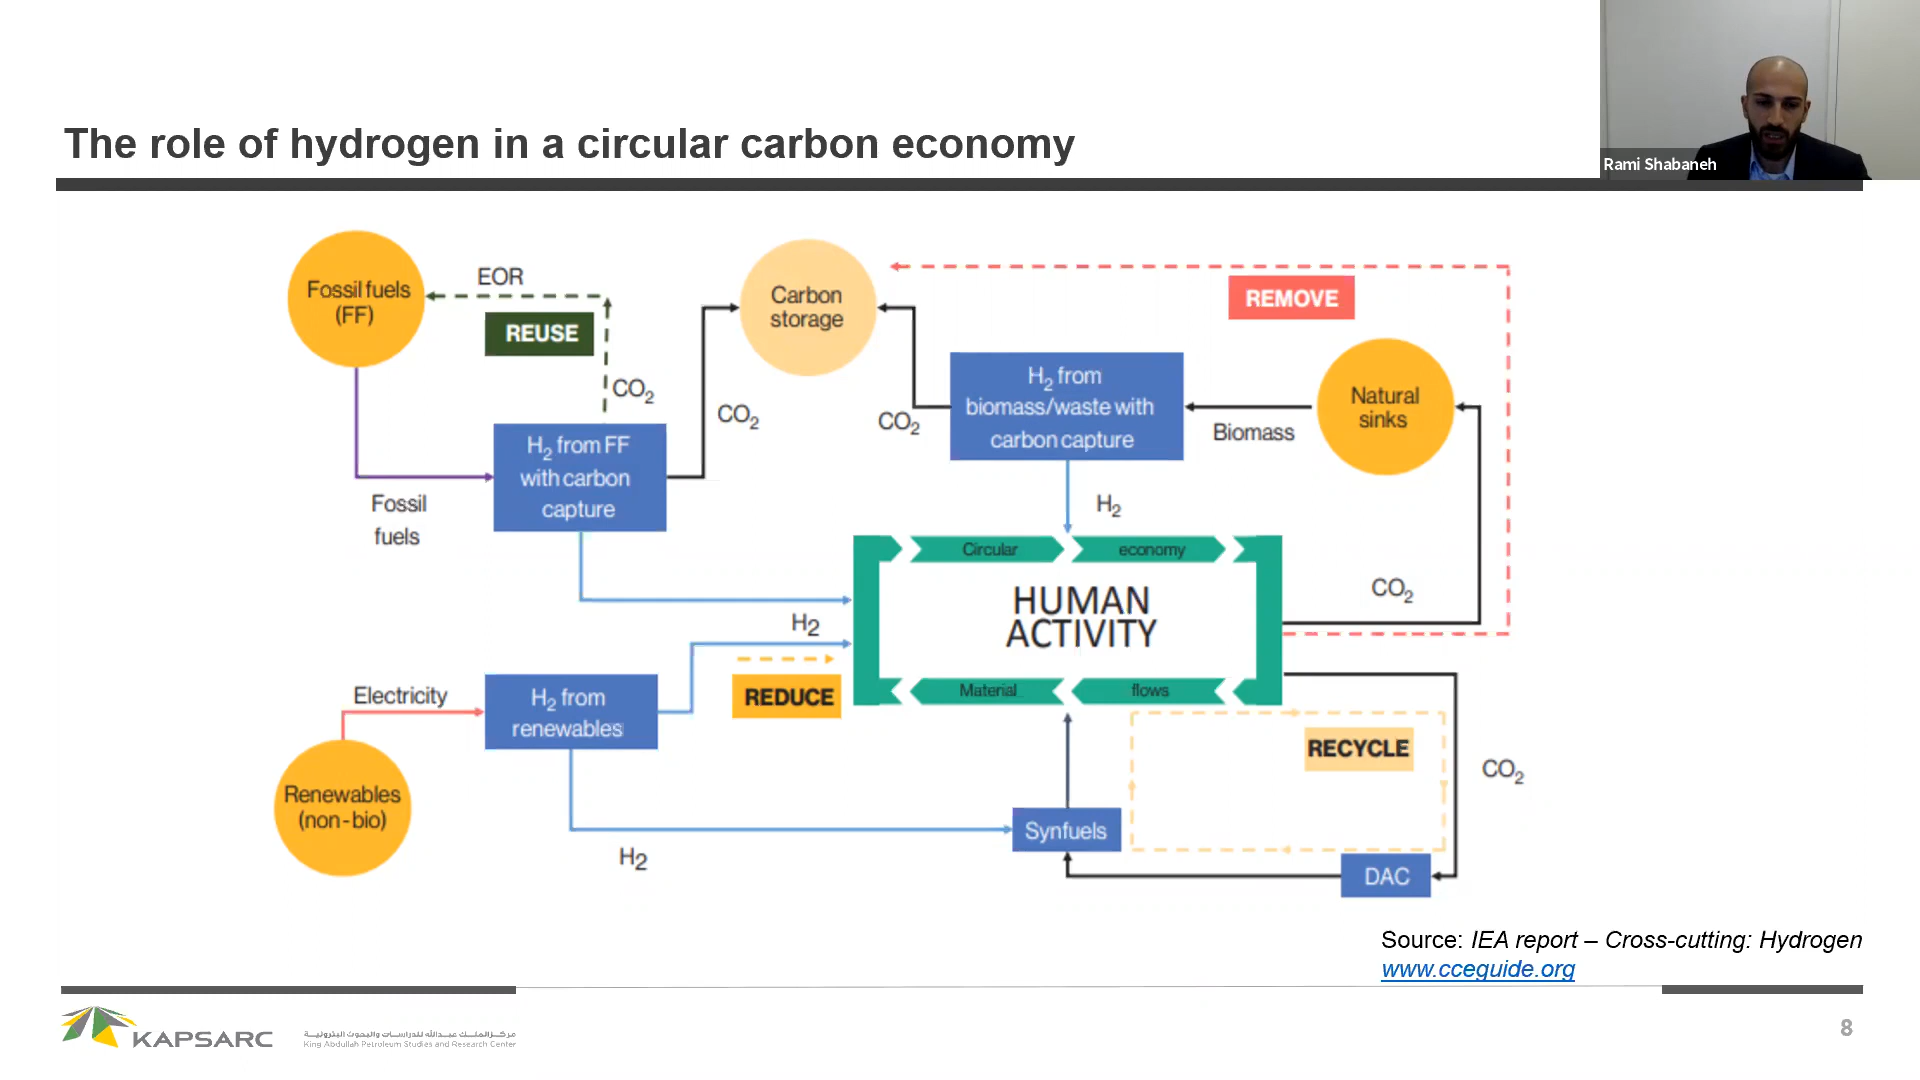 Rami Shabaneh
The role of hydrogen in a circular carbon economy
Fossil fuels
(FF)
EOR
REUSE
CO2
Carbon
storage
REMOVE
H2 from
biomass/waste with
carbon capture
Natural
sinks
CO2
CO2
Biomass
H2 from FF
with carbon
capture
Fossil
fuels
H2
Circular economy
HUMAN
ACTIVITY
Material flows
CO2
H2
REDUCE
Electricity
H2 from
renewables
RECYCLE
CO2
Renewables
(non-bio)
H2
Synfuels
DAC
Source: IEA report – Cross-cutting: Hydrogen
www.cceguide.org
KAPSARC
مركز الملك عبدالله للدراسات والبحوث البترولية
King Abdullah Petroleum Studies and Research Center
8